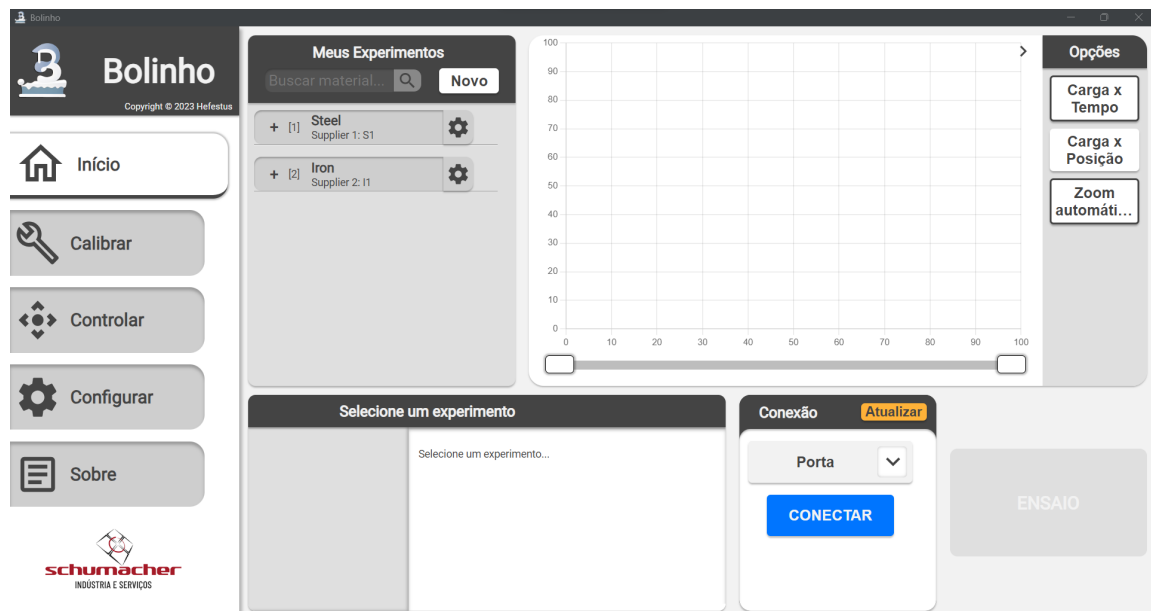 Bolinho
Bolinho
Copyright © 2023 Hefestus
Início
Calibrar
Controlar
Configurar
Sobre
schumacher
INDÚSTRIA E SERVIÇOS
Meus Experimentos
Buscar material...
Novo
+ [1] Steel
Supplier 1: S1
+ [2] Iron
Supplier 2: I1
100
90
80
70
60
50
40
30
20
10
0
0 10 20 30 40 50 60 70 80 90 100
Opções
Carga x
Tempo
Carga x
Posição
Zoom
automáti...
Selecione um experimento
Selecione um experimento...
Conexão
Atualizar
Porta
CONECTAR
ENSAIO